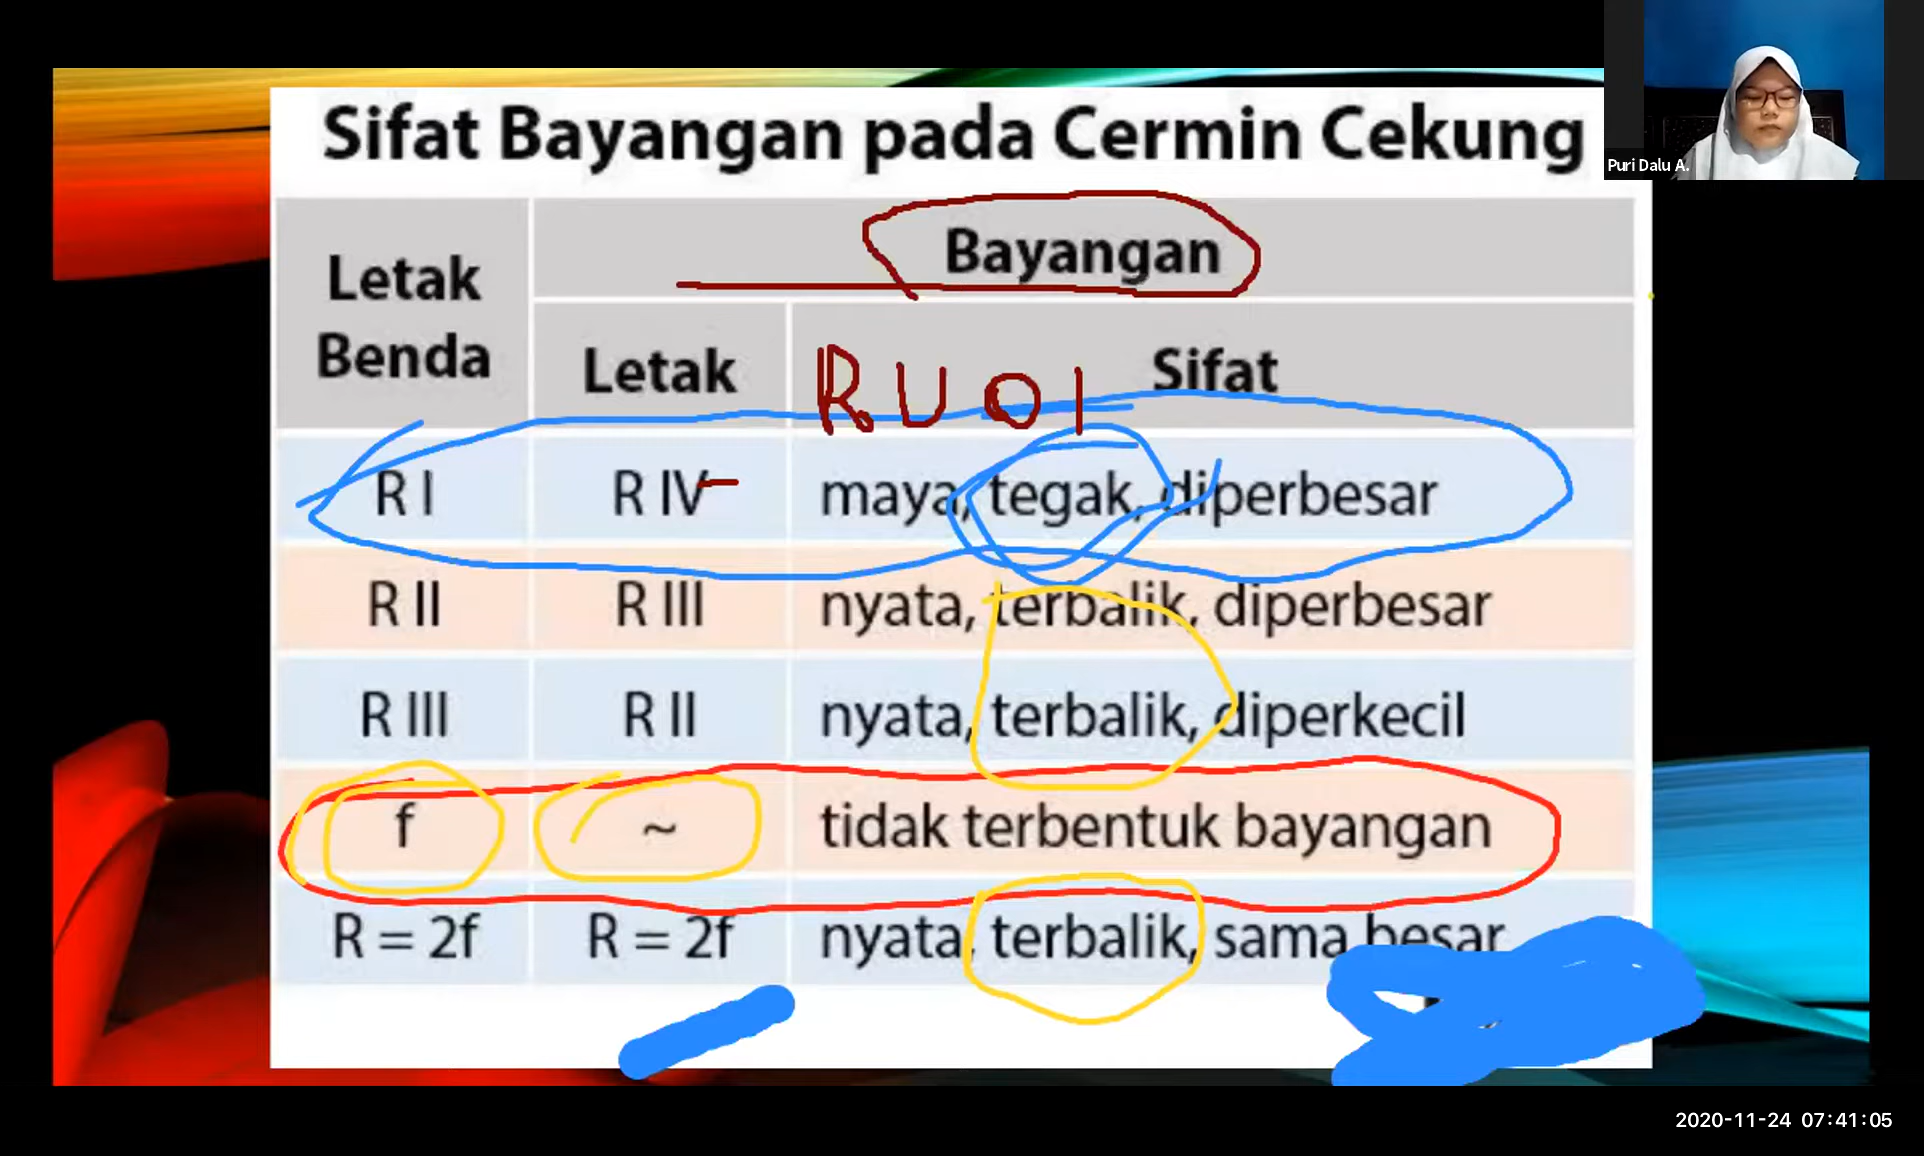 Sifat Bayangan pada Cermin Cekung
Puri Dalu A.
Letak Benda
Bayangan
Letak
Sifat
R U O I
R I R IV maya, tegak, diperbesar
R II R III nyata, terbalik, diperbesar
R III R II nyata, terbalik, diperkecil
f ~ tidak terbentuk bayangan
R = 2f R = 2f nyata, terbalik, sama besar
2020-11-24 07:41:05